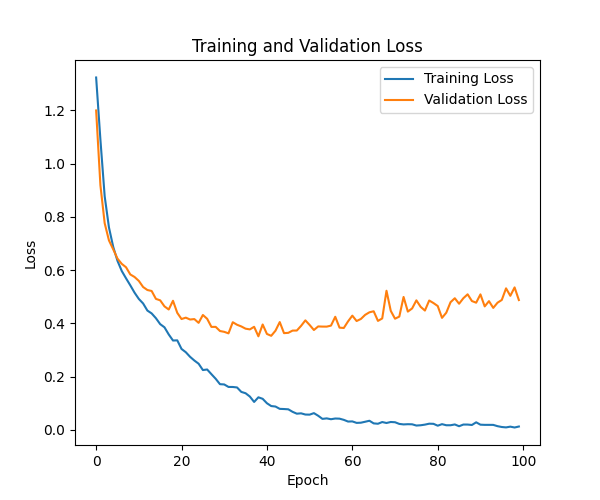 Training and Validation Loss
Training Loss
Validation Loss
1.2
1.0
0.8
0.6
0.4
0.2
0.0
Loss
0 20 40 60 80 100
Epoch